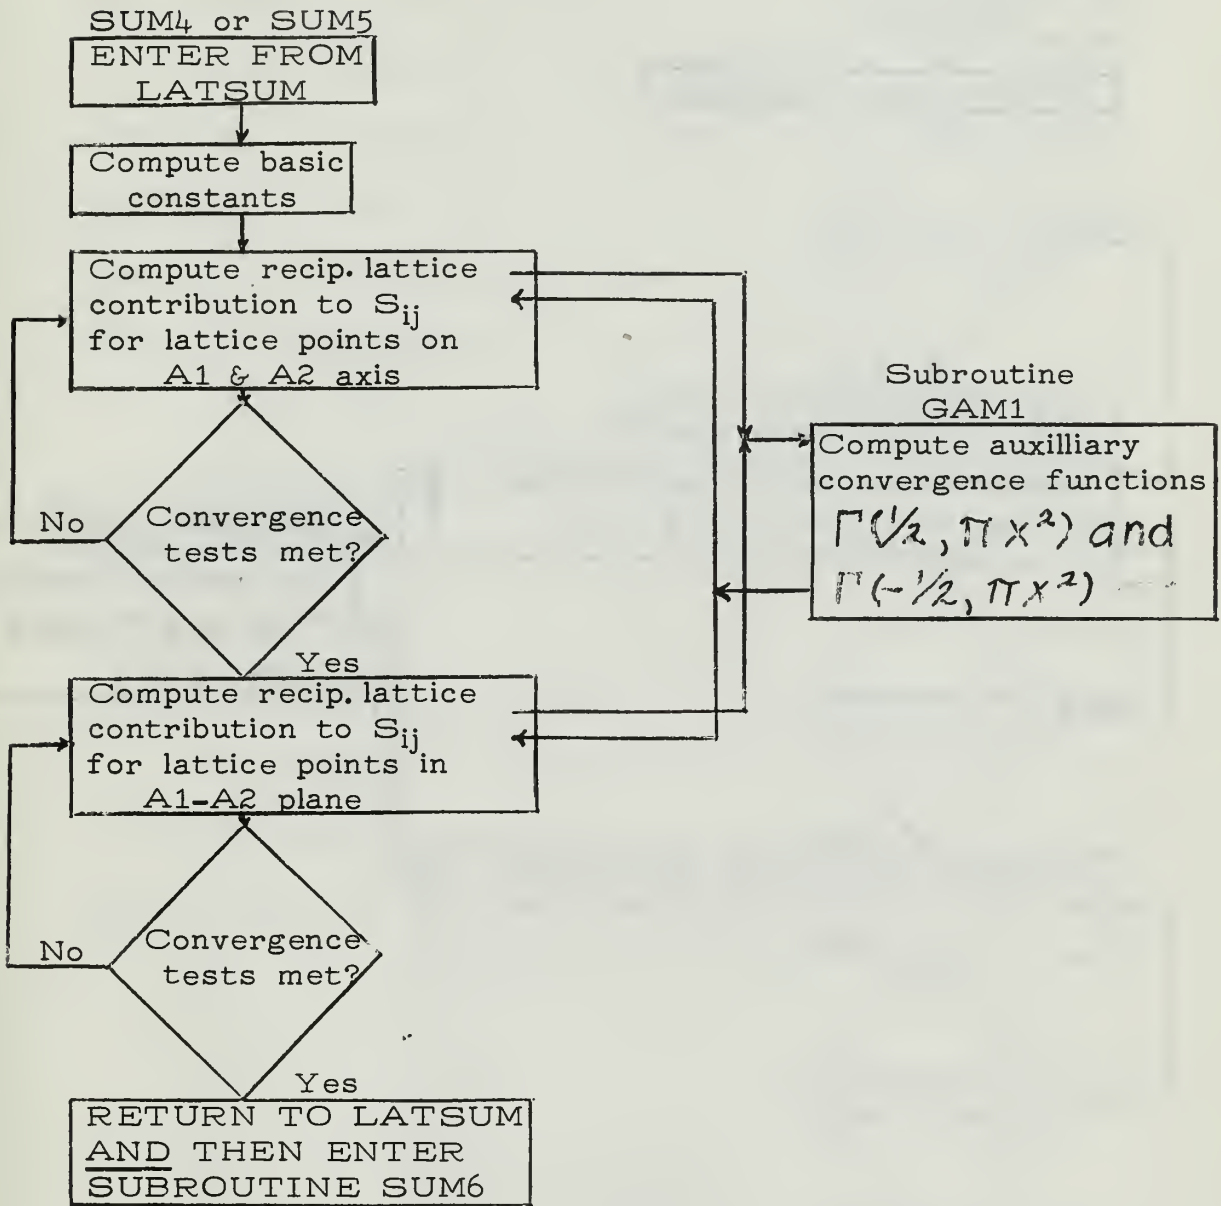 SUM4 or SUM5
ENTER FROM
LATSUM
Compute basic
constants
Compute recip. lattice
contribution to S_ij
for lattice points on
A1 & A2 axis
No
Convergence
tests met?
Yes
Subroutine
GAM1
Compute auxilliary
convergence functions
Γ(1/2, πx²) and
Γ(-1/2, πx²)
Compute recip. lattice
contribution to S_ij
for lattice points in
A1-A2 plane
No
Convergence
tests met?
Yes
RETURN TO LATSUM
AND THEN ENTER
SUBROUTINE SUM6